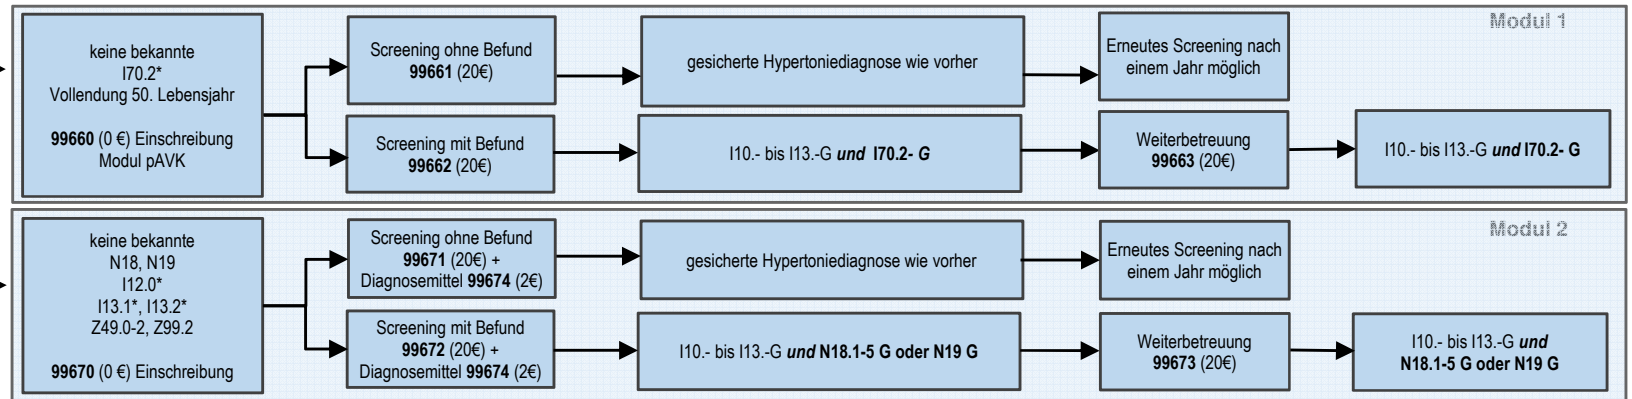 Modul 1
keine bekannte
I70.2*
Vollendung 50. Lebensjahr
99660 (0 €) Einschreibung
Modul pAVK
Screening ohne Befund
99661 (20€)
gesicherte Hypertoniediagnose wie vorher
Erneutes Screening nach
einem Jahr möglich
Screening mit Befund
99662 (20€)
I10.- bis I13.-G und I70.2- G
Weiterbetreuung
99663 (20€)
I10.- bis I13.-G und I70.2- G
Modul 2
keine bekannte
N18, N19
I12.0*
I13.1*, I13.2*
Z49.0-2, Z99.2
99670 (0 €) Einschreibung
Screening ohne Befund
99671 (20€) +
Diagnosemittel 99674 (2€)
gesicherte Hypertoniediagnose wie vorher
Erneutes Screening nach
einem Jahr möglich
Screening mit Befund
99672 (20€) +
Diagnosemittel 99674 (2€)
I10.- bis I13.-G und N18.1-5 G oder N19 G
Weiterbetreuung
99673 (20€)
I10.- bis I13.-G und
N18.1-5 G oder N19 G